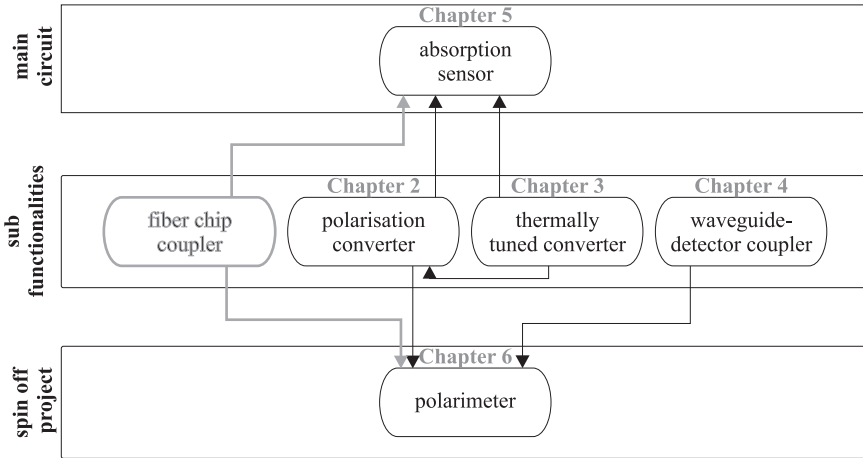 main
circuit
Chapter 5
absorption
sensor
sub
functionalities
fiber chip
coupler
Chapter 2
polarisation
converter
Chapter 3
thermally
tuned converter
Chapter 4
waveguide-
detector coupler
spin off
project
Chapter 6
polarimeter